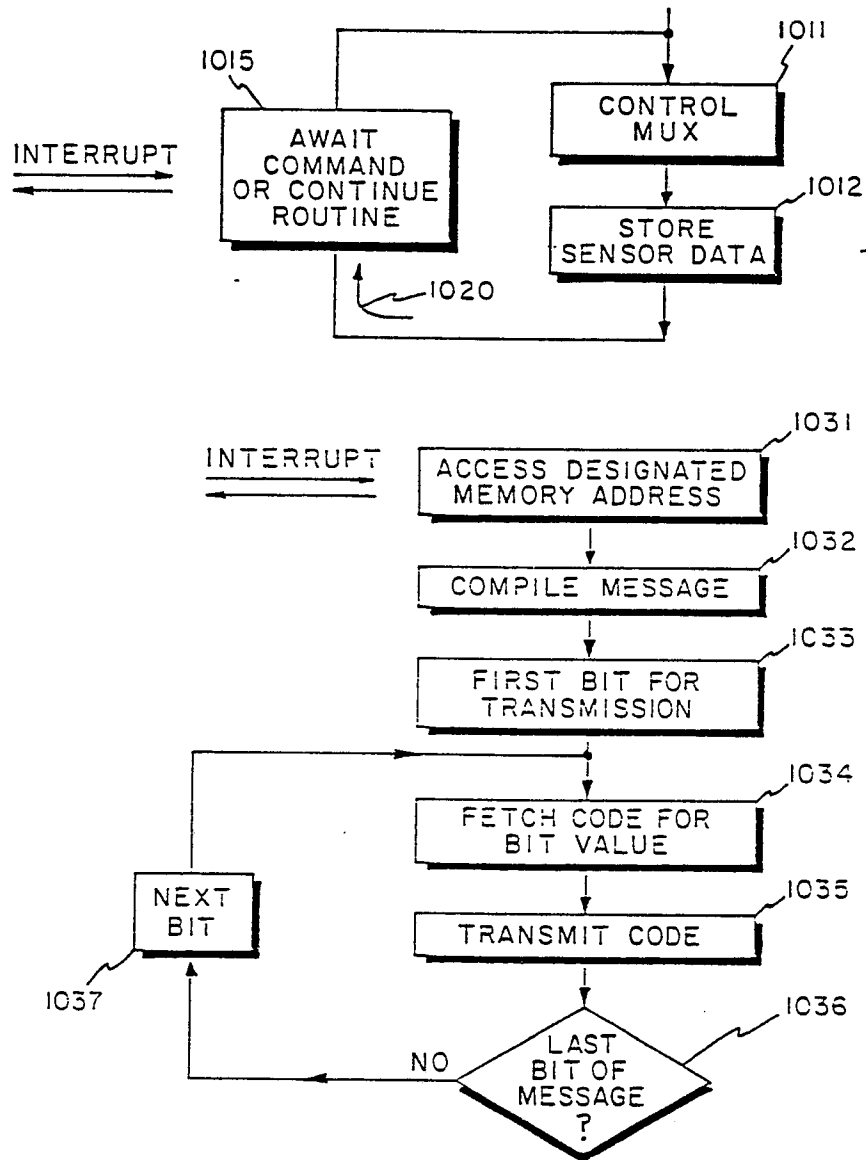 1015
1011
CONTROL
MUX
INTERRUPT
AWAIT
COMMAND
OR CONTINUE
ROUTINE
1012
STORE
SENSOR DATA
1020
1031
INTERRUPT
ACCESS DESIGNATED
MEMORY ADDRESS
1032
COMPILE MESSAGE
1033
FIRST BIT FOR
TRANSMISSION
1034
FETCH CODE FOR
BIT VALUE
NEXT
BIT
1035
TRANSMIT CODE
1037
1036
NO
LAST
BIT OF
MESSAGE
?